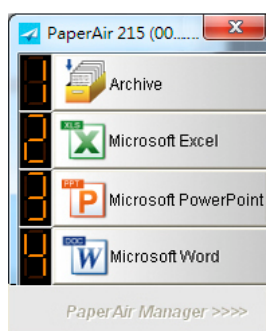 PaperAir 215 (00.......
1 Archive
2 XLS Microsoft Excel
3 PPT P Microsoft PowerPoint
4 DOC W Microsoft Word
PaperAir Manager >>>>